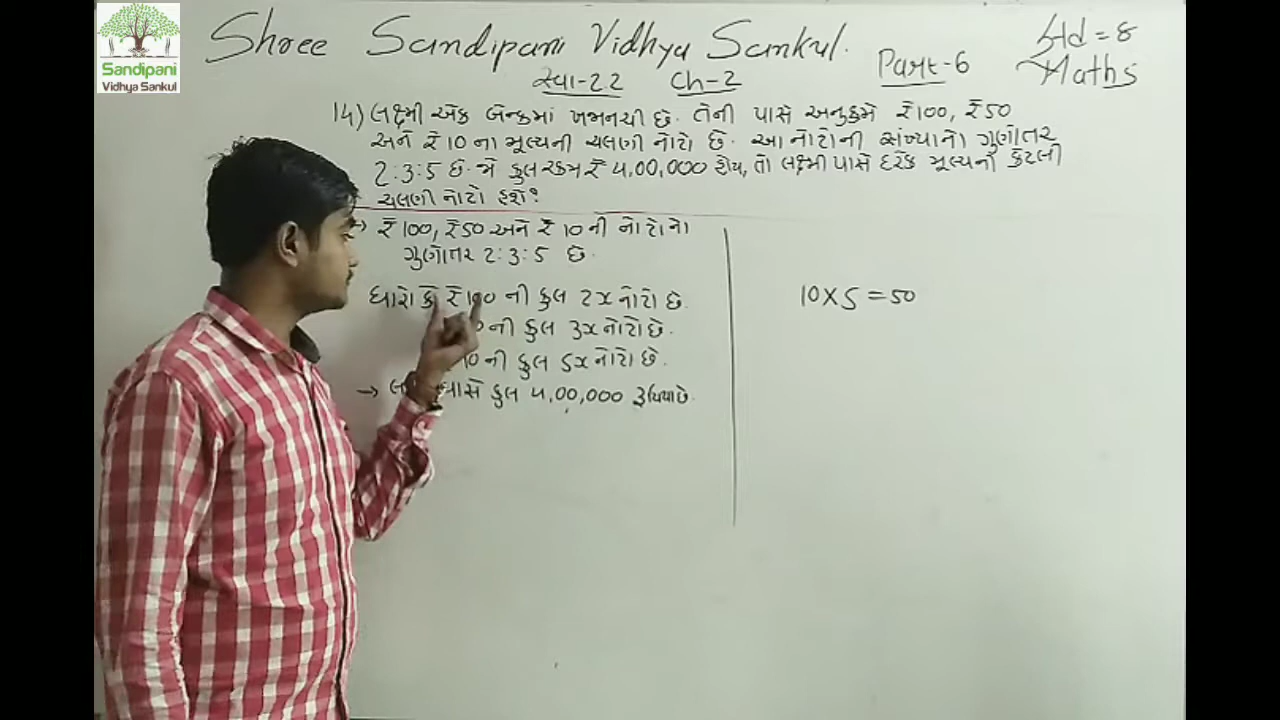 Sandipani
Vidhya Sankul
Shree Sandipani Vidhya Sankul.
સ્વા-2.2 Ch-2 Part-6
Std = 8
Maths
14) લક્ષ્મી એક બેન્કમાં ખજાનચી છે. તેની પાસે અનુક્રમે ₹100, ₹50
અને ₹10 ના મૂલ્યની ચલણી નોટો છે. આ નોટોની સંખ્યાનો ગુણોતર
2:3:5 છે. જો કુલ રકમ ₹ 4,00,000 હોય, તો લક્ષ્મી પાસે દરેક મૂલ્યની કેટલી
ચલણી નોટો હશે?
→ ₹100, ₹50 અને ₹ 10 ની નોટોનો
ગુણોતર 2:3:5 છે.
ધારો કે ₹100 ની કુલ 2x નોટો છે.
ની કુલ 3x નોટો છે.
10 ની કુલ 5x નોટો છે.
→ પાસે કુલ 4,00,000 રૂપિયા છે.
10 × 5 = 50